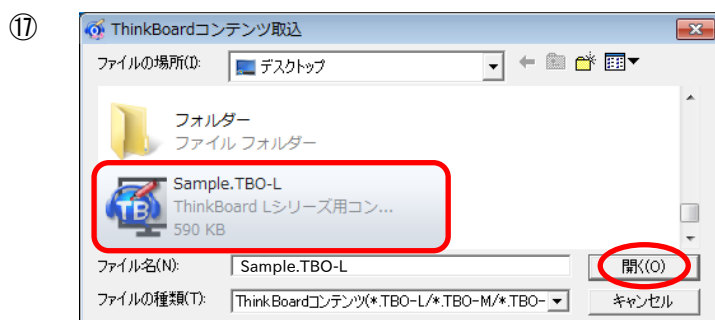 ⑰
ThinkBoardコンテンツ取込
ファイルの場所(I):
デスクトップ
フォルダー
ファイル フォルダー
Sample.TBO-L
ThinkBoard Lシリーズ用コン...
590 KB
ファイル名(N):
Sample.TBO-L
開く(O)
ファイルの種類(T):
ThinkBoardコンテンツ(*.TBO-L/*.TBO-M/*.TBO-
キャンセル